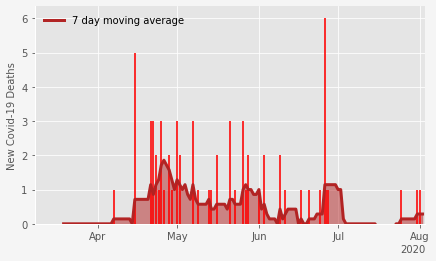 7 day moving average
New Covid-19 Deaths
6
5
4
3
2
1
0
Apr
May
Jun
Jul
Aug
2020